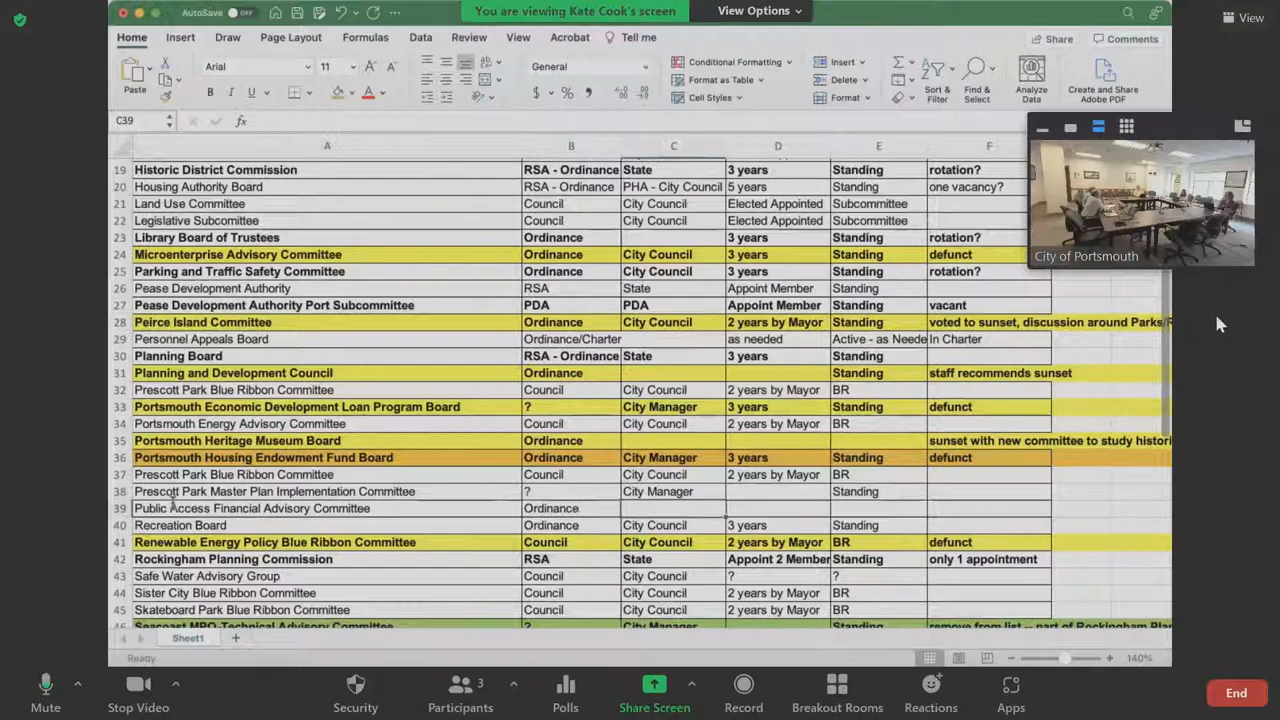 AutoSave OFF
You are viewing Kate Cook's screen
View Options
View
Home Insert Draw Page Layout Formulas Data Review View Acrobat Tell me
Share Comments
Paste
Arial 11
B I U
General
$ %
Conditional Formatting
Format as Table
Cell Styles
Insert
Delete
Format
Sort & Filter
Find & Select
Analyze Data
Create and Share Adobe PDF
C39 fx
A B C D E F
19 Historic District Commission RSA - Ordinance State 3 years Standing rotation?
20 Housing Authority Board RSA - Ordinance PHA - City Council 5 years Standing one vacancy?
21 Land Use Committee Council City Council Elected Appointed Subcommittee
22 Legislative Subcomittee Council City Council Elected Appointed Subcommittee
23 Library Board of Trustees Ordinance 3 years Standing rotation?
24 Microenterprise Advisory Committee Ordinance City Council 3 years Standing defunct
25 Parking and Traffic Safety Committee Ordinance City Council 3 years Standing rotation?
26 Pease Development Authority RSA State Appoint Member Standing
27 Pease Development Authority Port Subcommittee PDA PDA Appoint Member Standing vacant
28 Peirce Island Committee Ordinance City Council 2 years by Mayor Standing voted to sunset, discussion around Parks/R
29 Personnel Appeals Board Ordinance/Charter as needed Active - as Neede In Charter
30 Planning Board RSA - Ordinance State 3 years Standing
31 Planning and Development Council Ordinance Standing staff recommends sunset
32 Prescott Park Blue Ribbon Committee Council City Council 2 years by Mayor BR
33 Portsmouth Economic Development Loan Program Board ? City Manager 3 years Standing defunct
34 Portsmouth Energy Advisory Committee Council City Council 2 years by Mayor BR
35 Portsmouth Heritage Museum Board Ordinance sunset with new committee to study histori
36 Portsmouth Housing Endowment Fund Board Ordinance City Manager 3 years Standing defunct
37 Prescott Park Blue Ribbon Committee Council City Council 2 years by Mayor BR
38 Prescott Park Master Plan Implementation Committee ? City Manager Standing
39 Public Access Financial Advisory Committee Ordinance
40 Recreation Board Ordinance City Council 3 years Standing
41 Renewable Energy Policy Blue Ribbon Committee Council City Council 2 years by Mayor BR defunct
42 Rockingham Planning Commission RSA State Appoint 2 Member Standing only 1 appointment
43 Safe Water Advisory Group Council City Council ? ?
44 Sister City Blue Ribbon Committee Council City Council 2 years by Mayor BR
45 Skateboard Park Blue Ribbon Committee Council City Council 2 years by Mayor BR
46 Seacoast MPO-Technical Advisory Committee ? City Manager Standing remove from list -- part of Rockingham Plan
City of Portsmouth
Sheet1 +
Ready
140%
Mute Stop Video Security Participants 3 Polls Share Screen Record Breakout Rooms Reactions Apps End